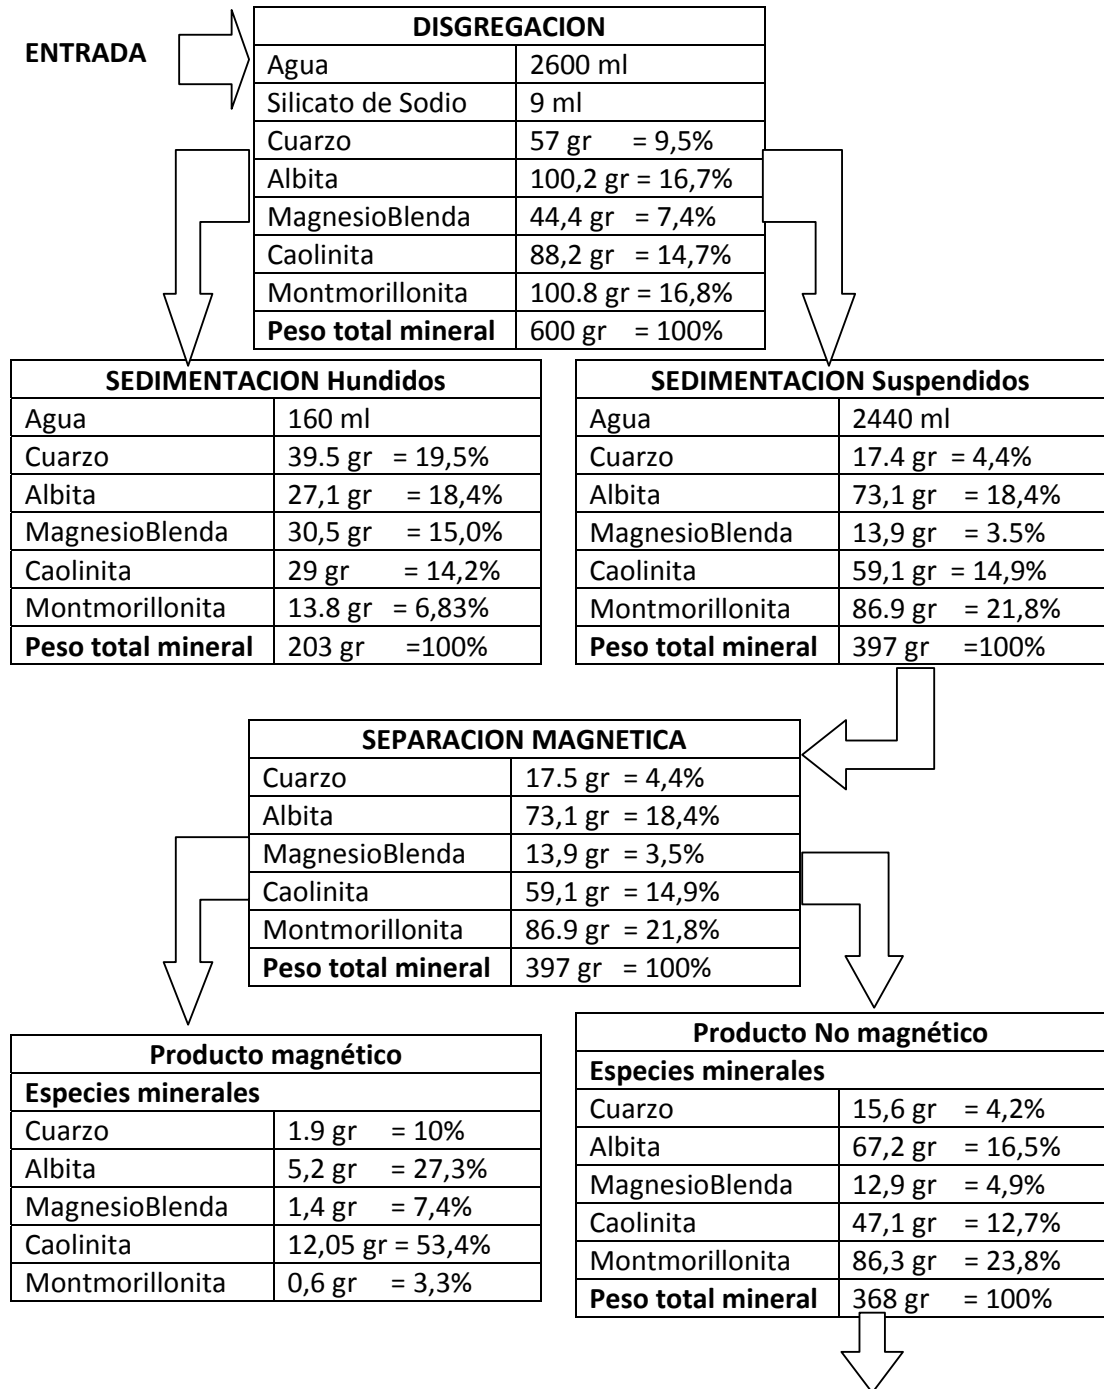 ENTRADA
DISGREGACION
Agua 2600 ml
Silicato de Sodio 9 ml
Cuarzo 57 gr = 9,5%
Albita 100,2 gr = 16,7%
MagnesioBlenda 44,4 gr = 7,4%
Caolinita 88,2 gr = 14,7%
Montmorillonita 100.8 gr = 16,8%
Peso total mineral 600 gr = 100%
SEDIMENTACION Hundidos
Agua 160 ml
Cuarzo 39.5 gr = 19,5%
Albita 27,1 gr = 18,4%
MagnesioBlenda 30,5 gr = 15,0%
Caolinita 29 gr = 14,2%
Montmorillonita 13.8 gr = 6,83%
Peso total mineral 203 gr =100%
SEDIMENTACION Suspendidos
Agua 2440 ml
Cuarzo 17.4 gr = 4,4%
Albita 73,1 gr = 18,4%
MagnesioBlenda 13,9 gr = 3.5%
Caolinita 59,1 gr = 14,9%
Montmorillonita 86.9 gr = 21,8%
Peso total mineral 397 gr =100%
SEPARACION MAGNETICA
Cuarzo 17.5 gr = 4,4%
Albita 73,1 gr = 18,4%
MagnesioBlenda 13,9 gr = 3,5%
Caolinita 59,1 gr = 14,9%
Montmorillonita 86.9 gr = 21,8%
Peso total mineral 397 gr = 100%
Producto magnético
Especies minerales
Cuarzo 1.9 gr = 10%
Albita 5,2 gr = 27,3%
MagnesioBlenda 1,4 gr = 7,4%
Caolinita 12,05 gr = 53,4%
Montmorillonita 0,6 gr = 3,3%
Producto No magnético
Especies minerales
Cuarzo 15,6 gr = 4,2%
Albita 67,2 gr = 16,5%
MagnesioBlenda 12,9 gr = 4,9%
Caolinita 47,1 gr = 12,7%
Montmorillonita 86,3 gr = 23,8%
Peso total mineral 368 gr = 100%